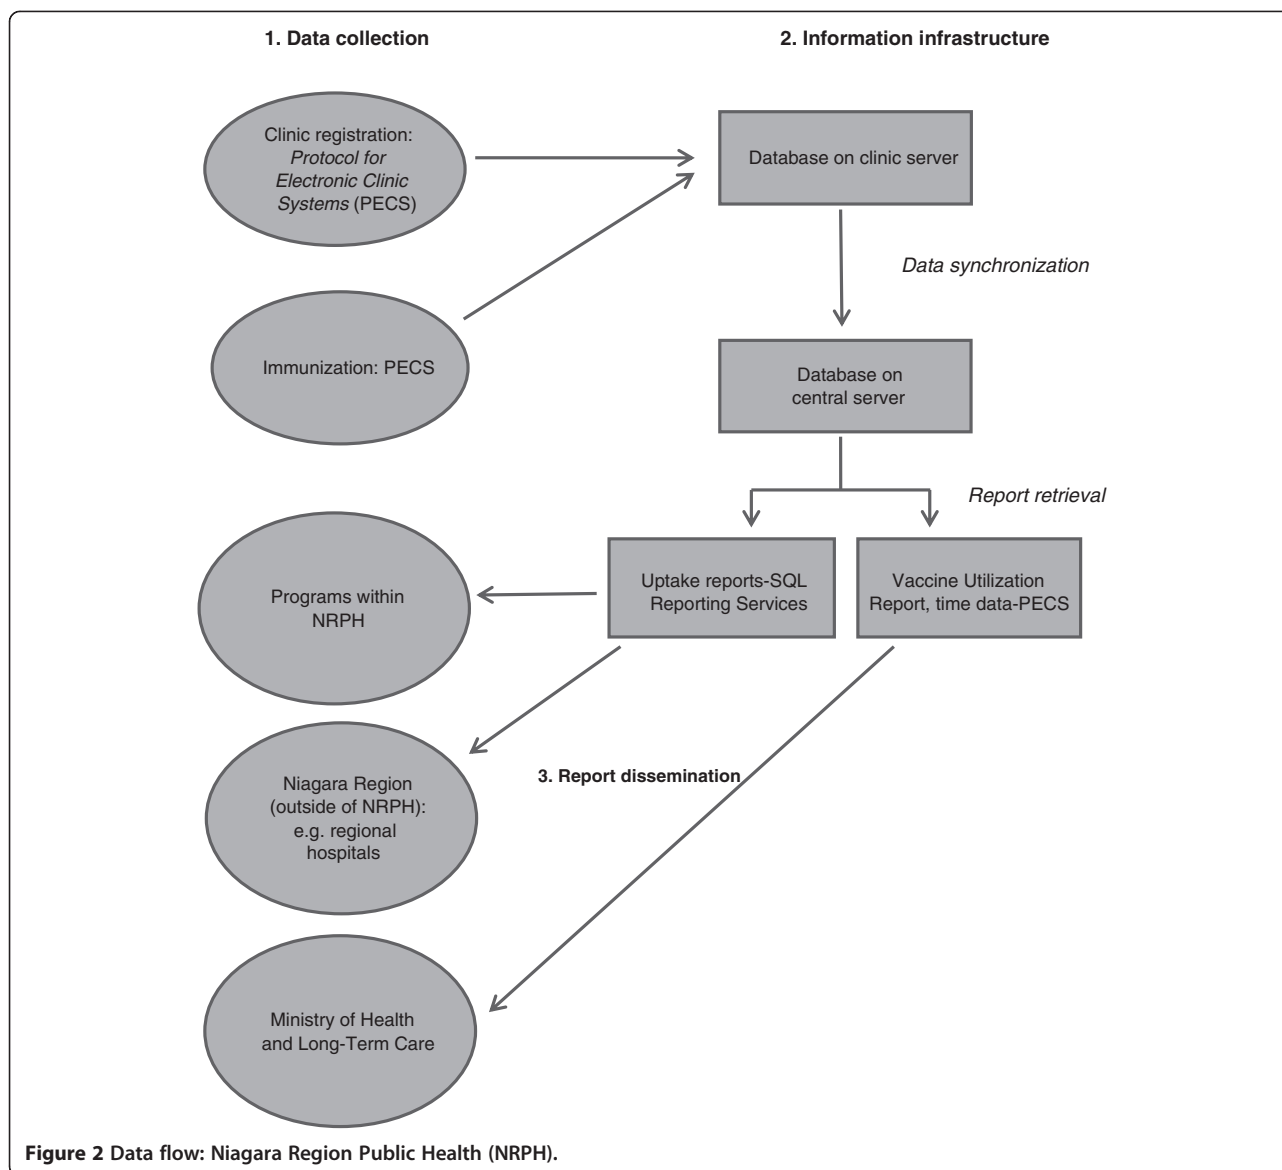 1. Data collection
2. Information infrastructure
Clinic registration:
Protocol for
Electronic Clinic
Systems (PECS)
Database on clinic server
Data synchronization
Immunization: PECS
Database on
central server
Report retrieval
Programs within
NRPH
Uptake reports-SQL
Reporting Services
Vaccine Utilization
Report, time data-PECS
Niagara Region
(outside of NRPH):
e.g. regional
hospitals
3. Report dissemination
Ministry of Health
and Long-Term Care
Figure 2 Data flow: Niagara Region Public Health (NRPH).